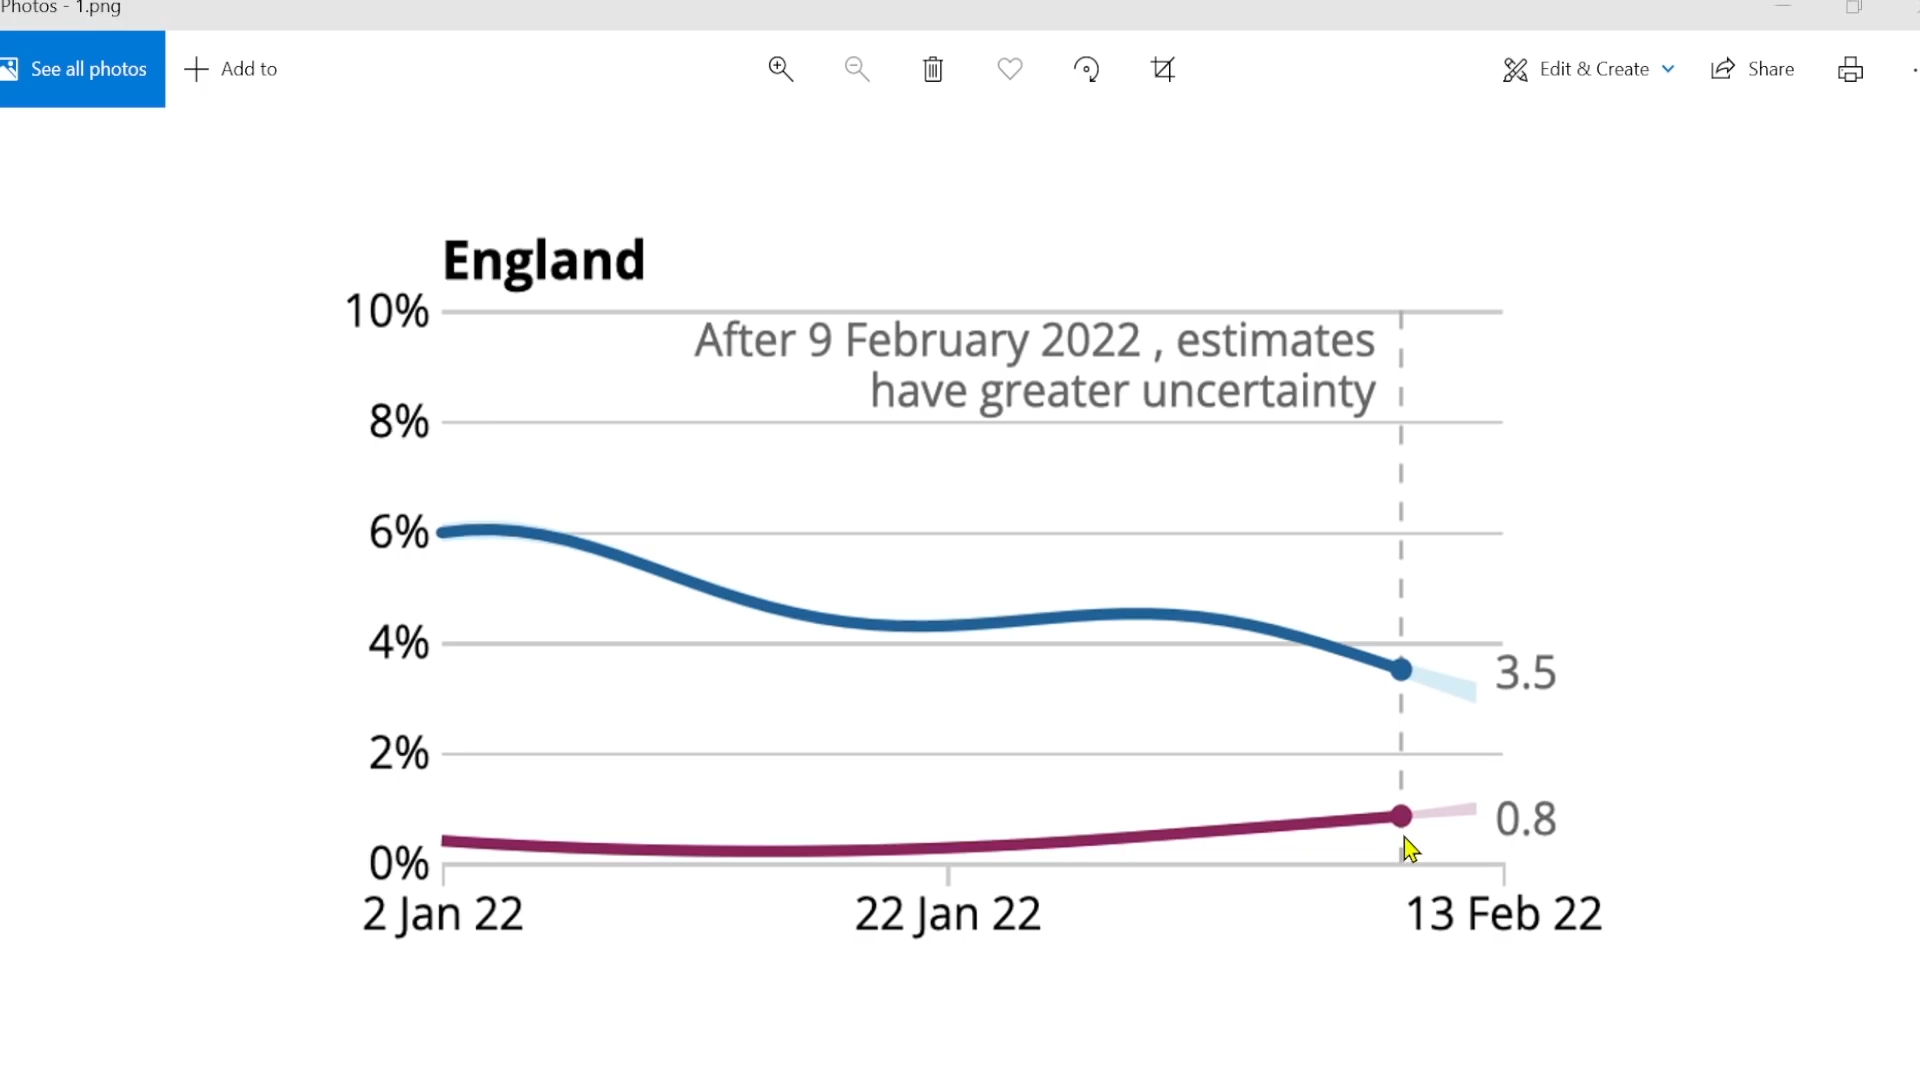 Photos - 1.png
See all photos
Add to
Edit & Create
Share
England
10%
After 9 February 2022 , estimates
have greater uncertainty
8%
6%
4%
3.5
2%
0.8
0%
2 Jan 22
22 Jan 22
13 Feb 22